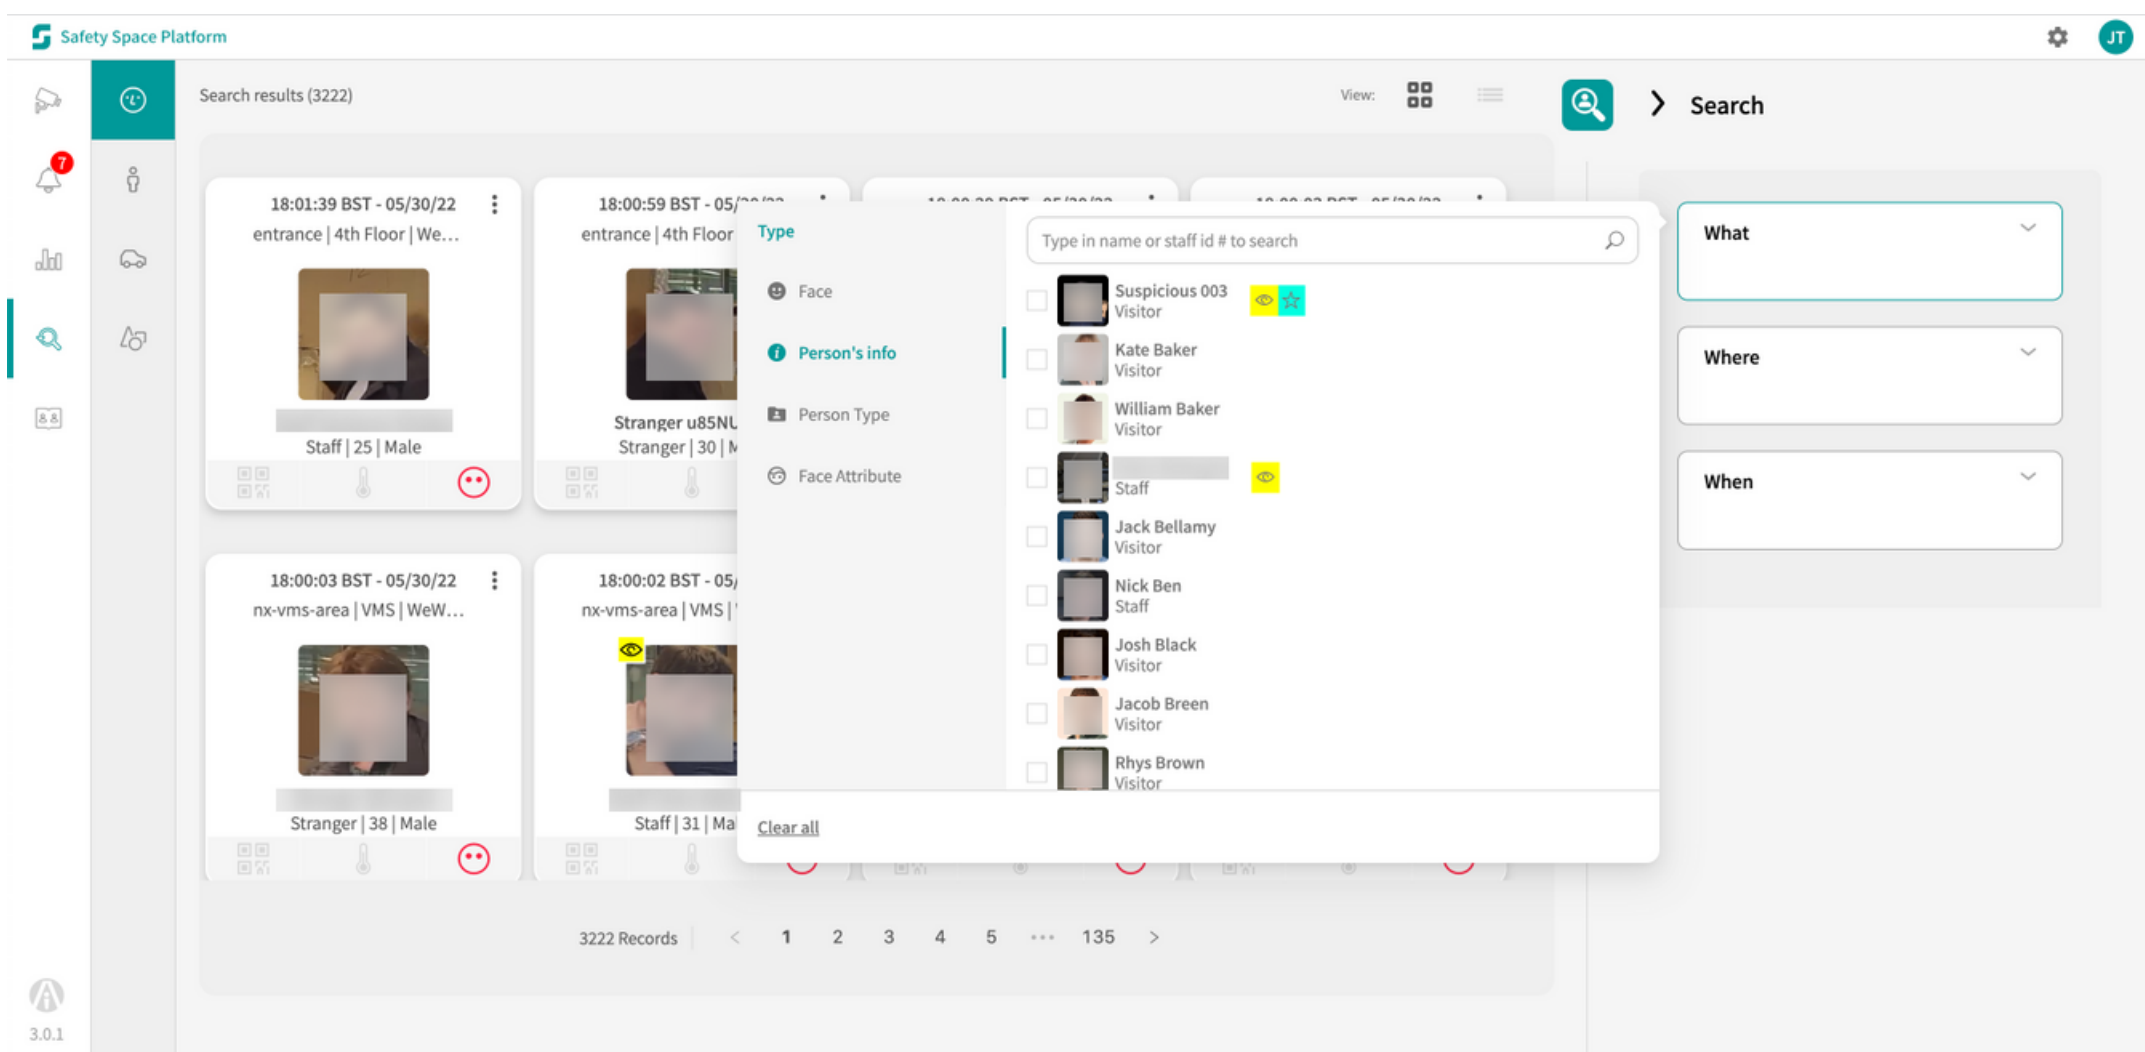 Safety Space Platform
JT
7
Search results (3222)
View:
Search
18:01:39 BST - 05/30/22
entrance | 4th Floor | We...
Staff | 25 | Male
18:00:59 BST - 05/
entrance | 4th Floor
Stranger u85NU
Stranger | 30 |
18:00:03 BST - 05/30/22
nx-vms-area | VMS | WeW...
Stranger | 38 | Male
18:00:02 BST - 05/
nx-vms-area | VMS |
Staff | 31 | Ma
Type
Face
Person's info
Person Type
Face Attribute
Type in name or staff id # to search
Suspicious 003
Visitor
Kate Baker
Visitor
William Baker
Visitor
Staff
Jack Bellamy
Visitor
Nick Ben
Staff
Josh Black
Visitor
Jacob Breen
Visitor
Rhys Brown
Visitor
Clear all
What
Where
When
3222 Records < 1 2 3 4 5 ••• 135 >
3.0.1